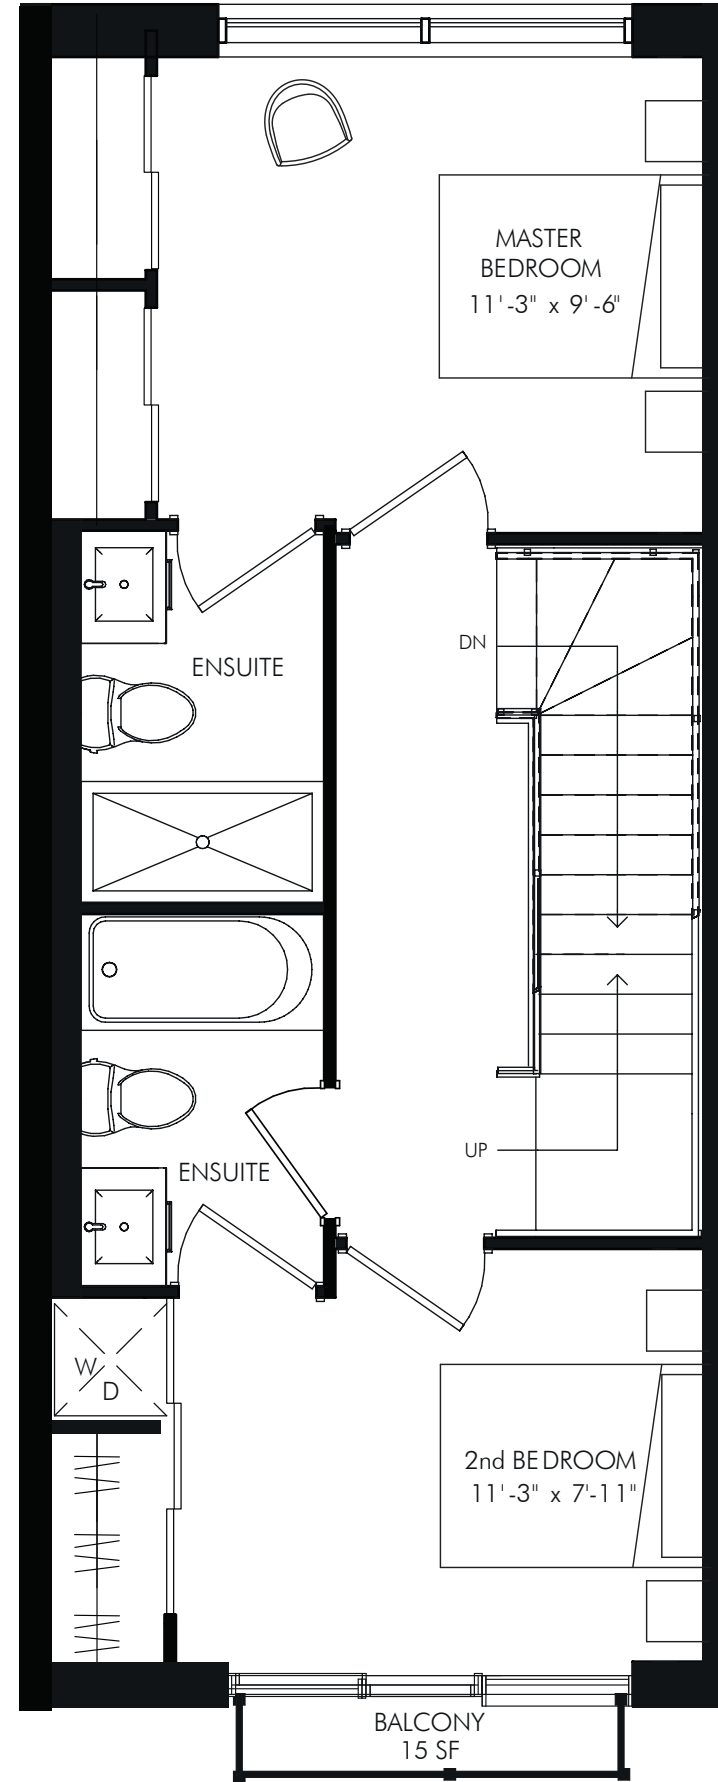 MASTER
BEDROOM
11'-3" x 9'-6"
DN
ENSUITE
UP
ENSUITE
W
D
2nd BEDROOM
11'-3" x 7'-11"
BALCONY
15 SF